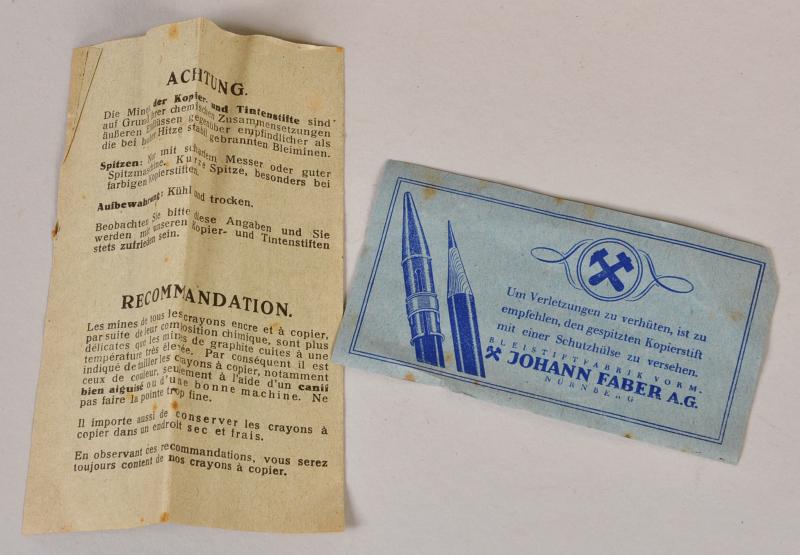 ACHTUNG.
Die Minen der Kopier- und Tintenstifte sind
auf Grund ihrer chemischen Zusammensetzungen
äußeren Einflüssen gegenüber empfindlicher als
die bei hoher Hitze stabil gebrannten Bleiminen.
Spitzen: Nur mit scharfem Messer oder guter
Spitzmaschine. Kurze Spitze, besonders bei
farbigen Kopierstiften.
Aufbewahrung: Kühl und trocken.
Beobachten Sie bitte diese Angaben und Sie
werden mit unseren Kopier- und Tintenstiften
stets zufrieden sein.
RECOMMANDATION.
Les mines de tous les crayons encre et à copier,
par suite de leur composition chimique, sont plus
délicates que les mines de graphite cuites à une
température très élevée. Par conséquent il est
indiqué de tailler les crayons à copier, notamment
ceux de couleur, seulement à l'aide d'un canif
bien aiguisé ou d'une bonne machine. Ne
pas faire la pointe trop fine.
Il importe aussi de conserver les crayons à
copier dans un endroit sec et frais.
En observant ces recommandations, vous serez
toujours content de nos crayons à copier.
Um Verletzungen zu verhüten, ist zu
empfehlen, den gespitzten Kopierstift
mit einer Schutzhülse zu versehen.
BLEISTIFTFABRIK VORM.
JOHANN FABER A.G.
NÜRNBERG